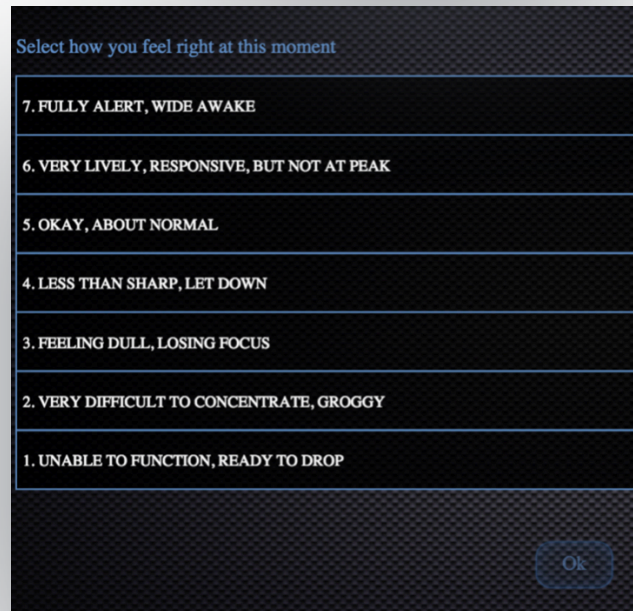 Select how you feel right at this moment
7. FULLY ALERT, WIDE AWAKE
6. VERY LIVELY, RESPONSIVE, BUT NOT AT PEAK
5. OKAY, ABOUT NORMAL
4. LESS THAN SHARP, LET DOWN
3. FEELING DULL, LOSING FOCUS
2. VERY DIFFICULT TO CONCENTRATE, GROGGY
1. UNABLE TO FUNCTION, READY TO DROP
Ok